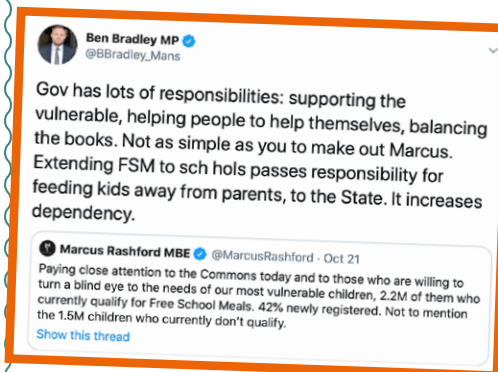 Ben Bradley MP
@BBradley_Mans
Gov has lots of responsibilities: supporting the
vulnerable, helping people to help themselves, balancing
the books. Not as simple as you to make out Marcus.
Extending FSM to sch hols passes responsibility for
feeding kids away from parents, to the State. It increases
dependency.
Marcus Rashford MBE @MarcusRashford · Oct 21
Paying close attention to the Commons today and to those who are willing to
turn a blind eye to the needs of our most vulnerable children, 2.2M of them who
currently qualify for Free School Meals. 42% newly registered. Not to mention
the 1.5M children who currently don't qualify.
Show this thread